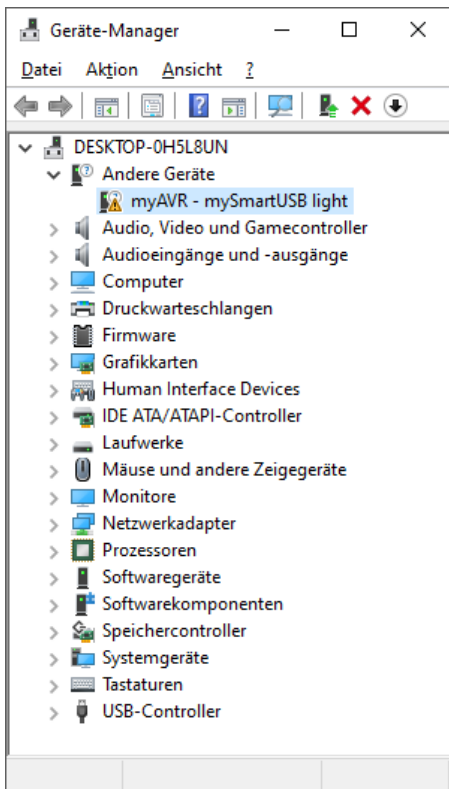 Geräte-Manager
Datei Aktion Ansicht ?
DESKTOP-0H5L8UN
Andere Geräte
myAVR - mySmartUSB light
Audio, Video und Gamecontroller
Audioeingänge und -ausgänge
Computer
Druckwarteschlangen
Firmware
Grafikkarten
Human Interface Devices
IDE ATA/ATAPI-Controller
Laufwerke
Mäuse und andere Zeigegeräte
Monitore
Netzwerkadapter
Prozessoren
Softwaregeräte
Softwarekomponenten
Speichercontroller
Systemgeräte
Tastaturen
USB-Controller